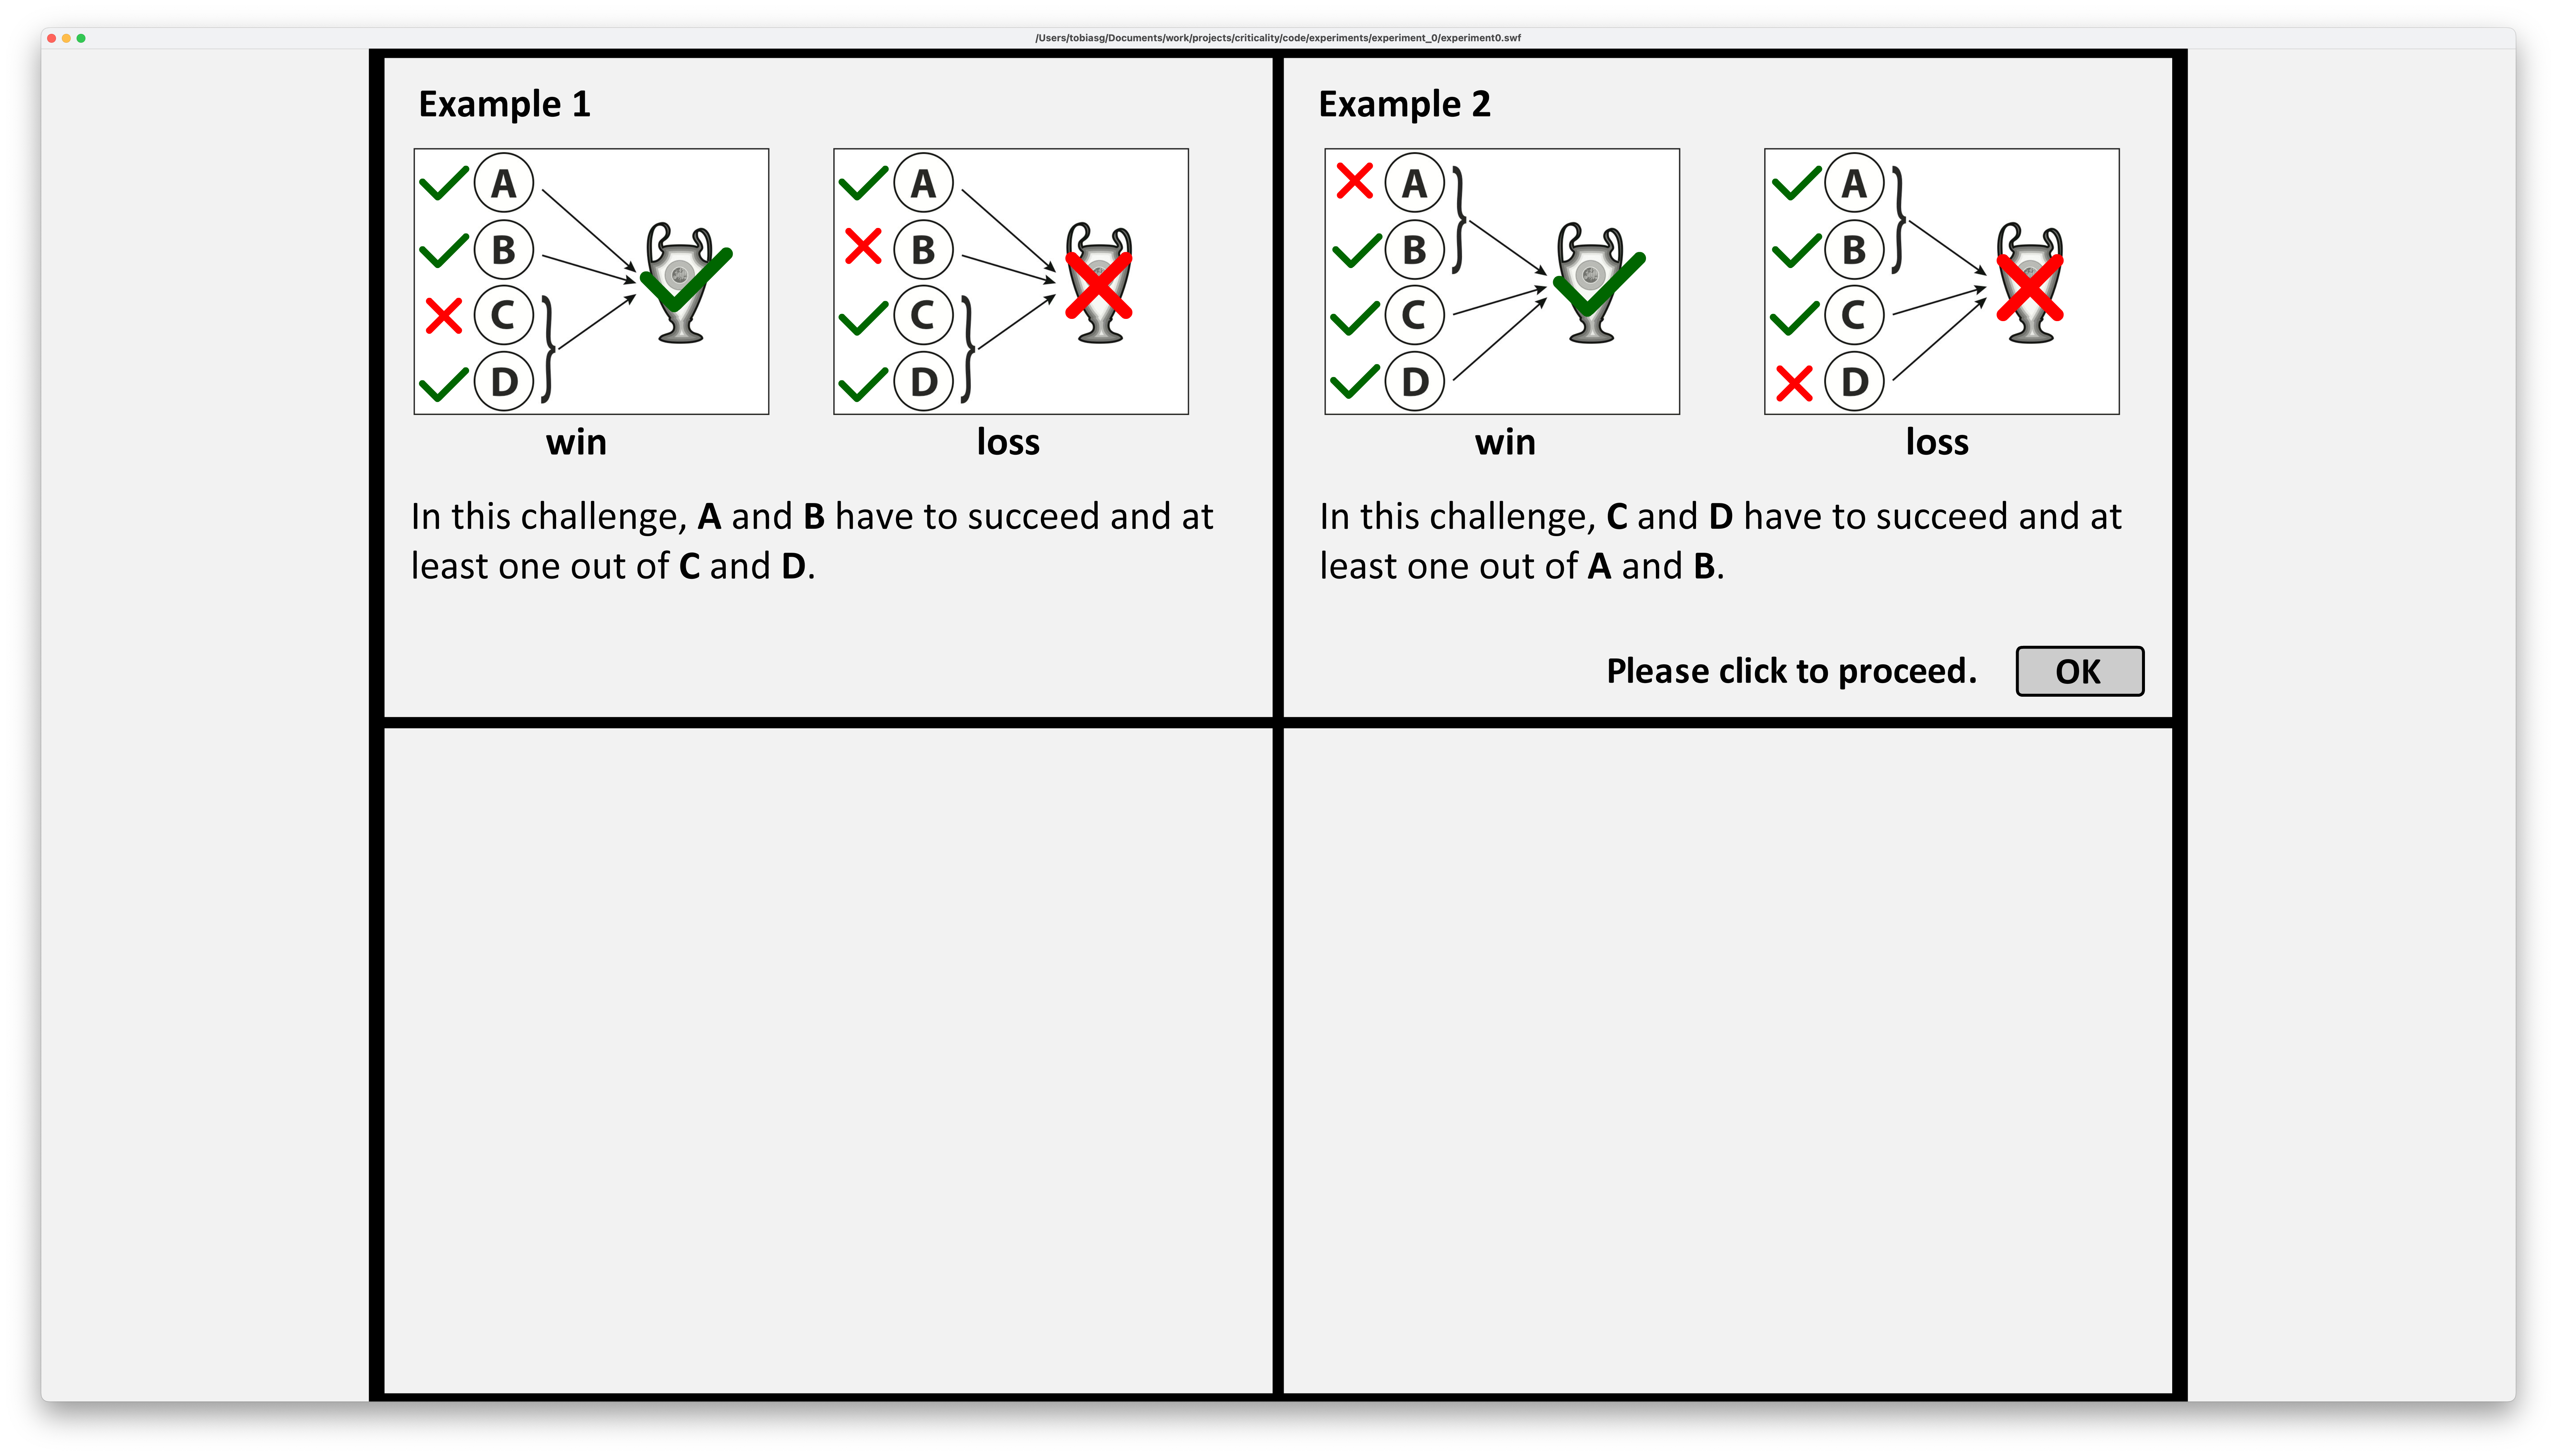 /Users/tobiasg/Documents/work/projects/criticality/code/experiments/experiment_0/experiment0.swf
Example 1
A
B
C
D
win
A
B
C
D
loss
In this challenge, A and B have to succeed and at
least one out of C and D.
Example 2
A
B
C
D
win
A
B
C
D
loss
In this challenge, C and D have to succeed and at
least one out of A and B.
Please click to proceed.
OK